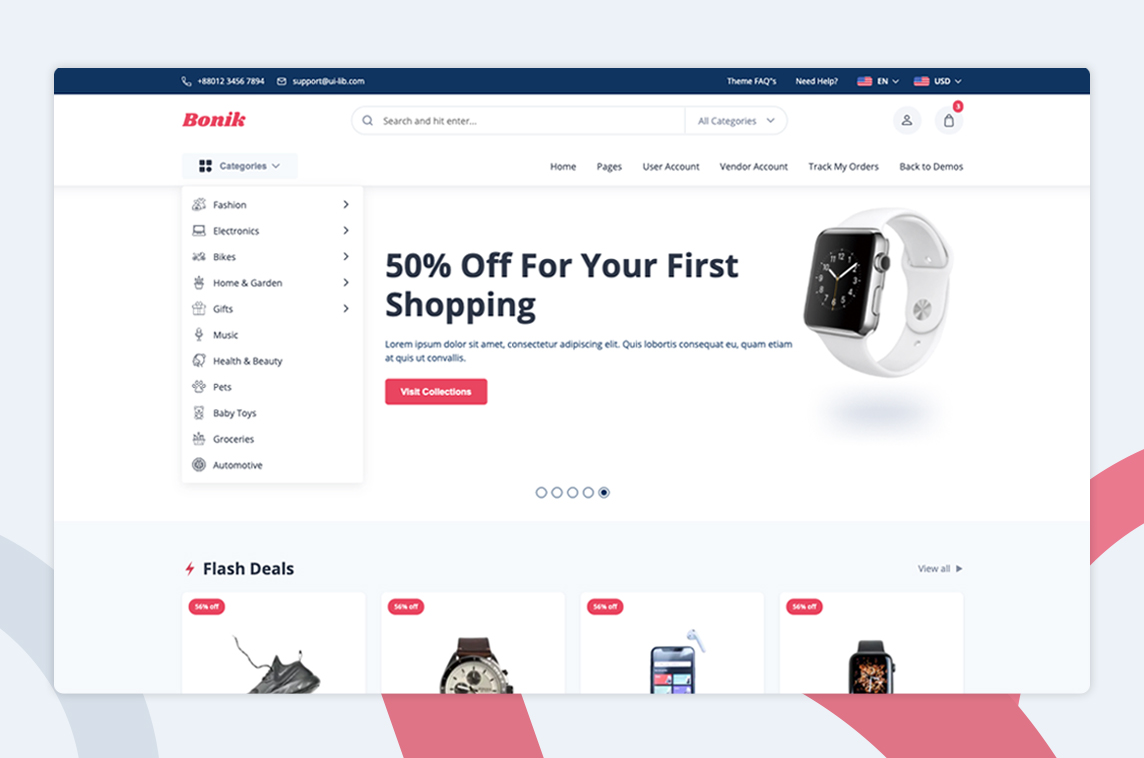 +88012 3456 7894 support@ui-lib.com Theme FAQ"s Need Help? EN USD
Bonik Search and hit enter... All Categories 3
Categories Home Pages User Account Vendor Account Track My Orders Back to Demos
Fashion
Electronics
Bikes
Home & Garden
Gifts
Music
Health & Beauty
Pets
Baby Toys
Groceries
Automotive
50% Off For Your First
Shopping
Lorem ipsum dolor sit amet, consectetur adipiscing elit. Quis lobortis consequat eu, quam etiam
at quis ut convallis.
Visit Collections
Flash Deals View all
56% off 56% off 56% off 56% off